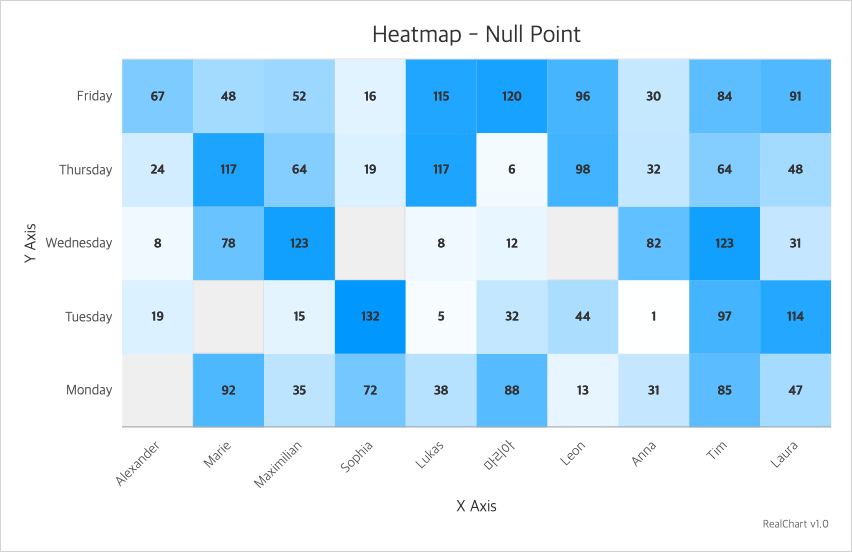 Heatmap - Null Point
Friday 67 48 52 16 115 120 96 30 84 91
Thursday 24 117 64 19 117 6 98 32 64 48
Y Axis
Wednesday 8 78 123 8 12 82 123 31
Tuesday 19 15 132 5 32 44 1 97 114
Monday 92 35 72 38 88 13 31 85 47
Alexander Marie Maximilian Sophia Lukas 마리아 Leon Anna Tim Laura
X Axis
RealChart v1.0